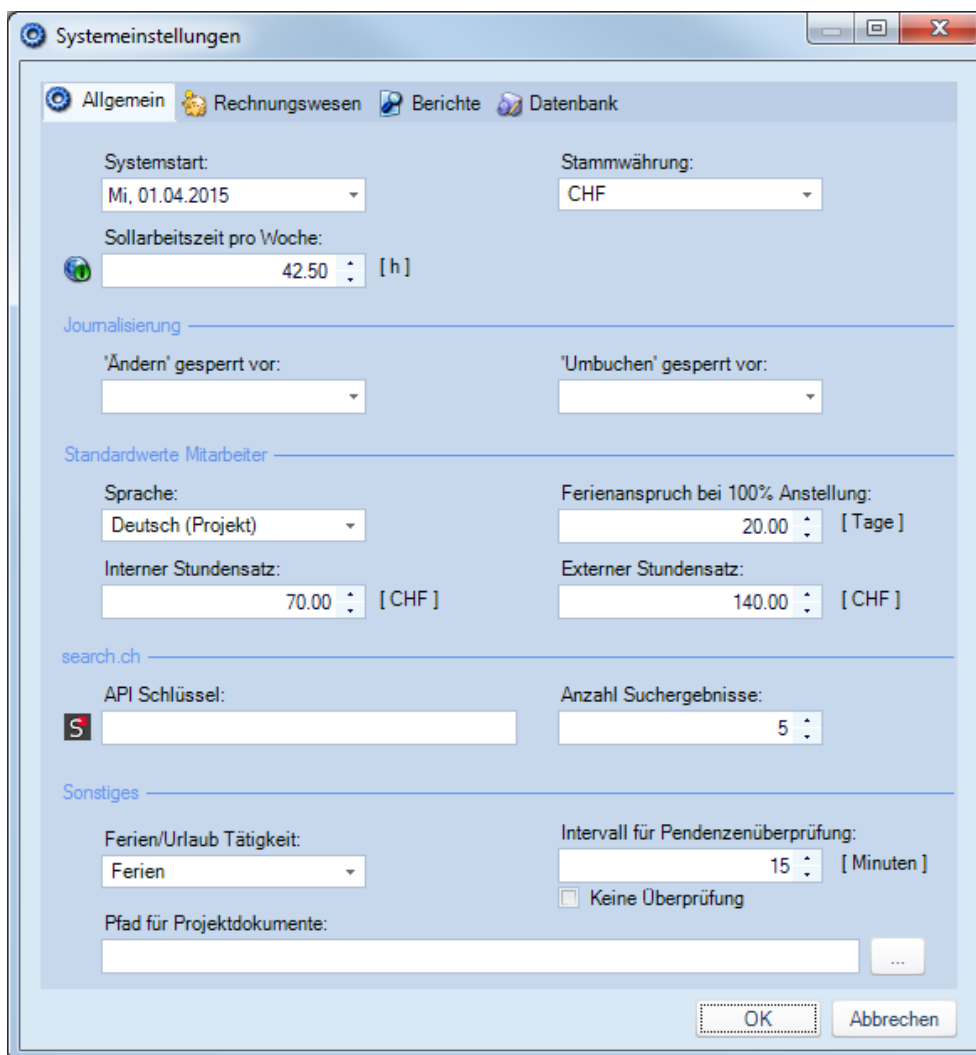 Systemeinstellungen
Allgemein Rechnungswesen Berichte Datenbank
Systemstart: Stammwährung:
Mi, 01.04.2015 CHF
Sollarbeitszeit pro Woche:
42.50 [ h ]
Journalisierung
'Ändern' gesperrt vor: 'Umbuchen' gesperrt vor:
Standardwerte Mitarbeiter
Sprache: Ferienanspruch bei 100% Anstellung:
Deutsch (Projekt) 20.00 [ Tage ]
Interner Stundensatz: Externer Stundensatz:
70.00 [ CHF ] 140.00 [ CHF ]
search.ch
API Schlüssel: Anzahl Suchergebnisse:
S 5
Sonstiges
Ferien/Urlaub Tätigkeit: Intervall für Pendenzenüberprüfung:
Ferien 15 [ Minuten ]
Keine Überprüfung
Pfad für Projektdokumente:
...
OK Abbrechen